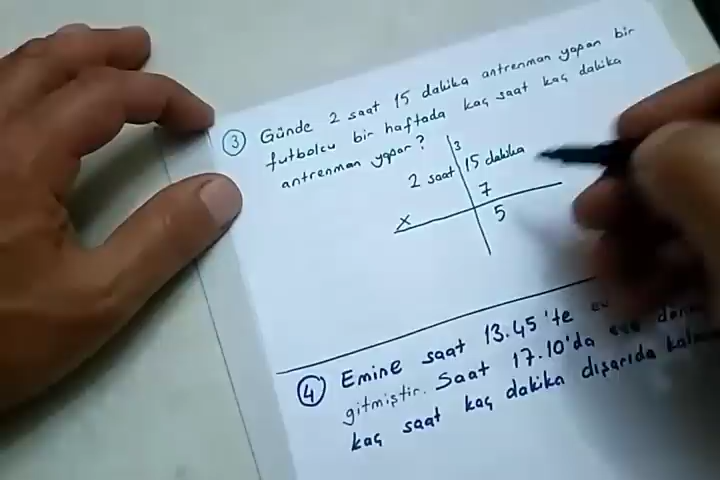 3 Günde 2 saat 15 dakika antrenman yapan bir
futbolcu bir haftada kaç saat kaç dakika
antrenman yapar?
3
2 saat 15 dakika
7
x
5
4 Emine saat 13.45'te
gitmiştir. Saat 17.10'da
kaç saat kaç dakika dışarıda